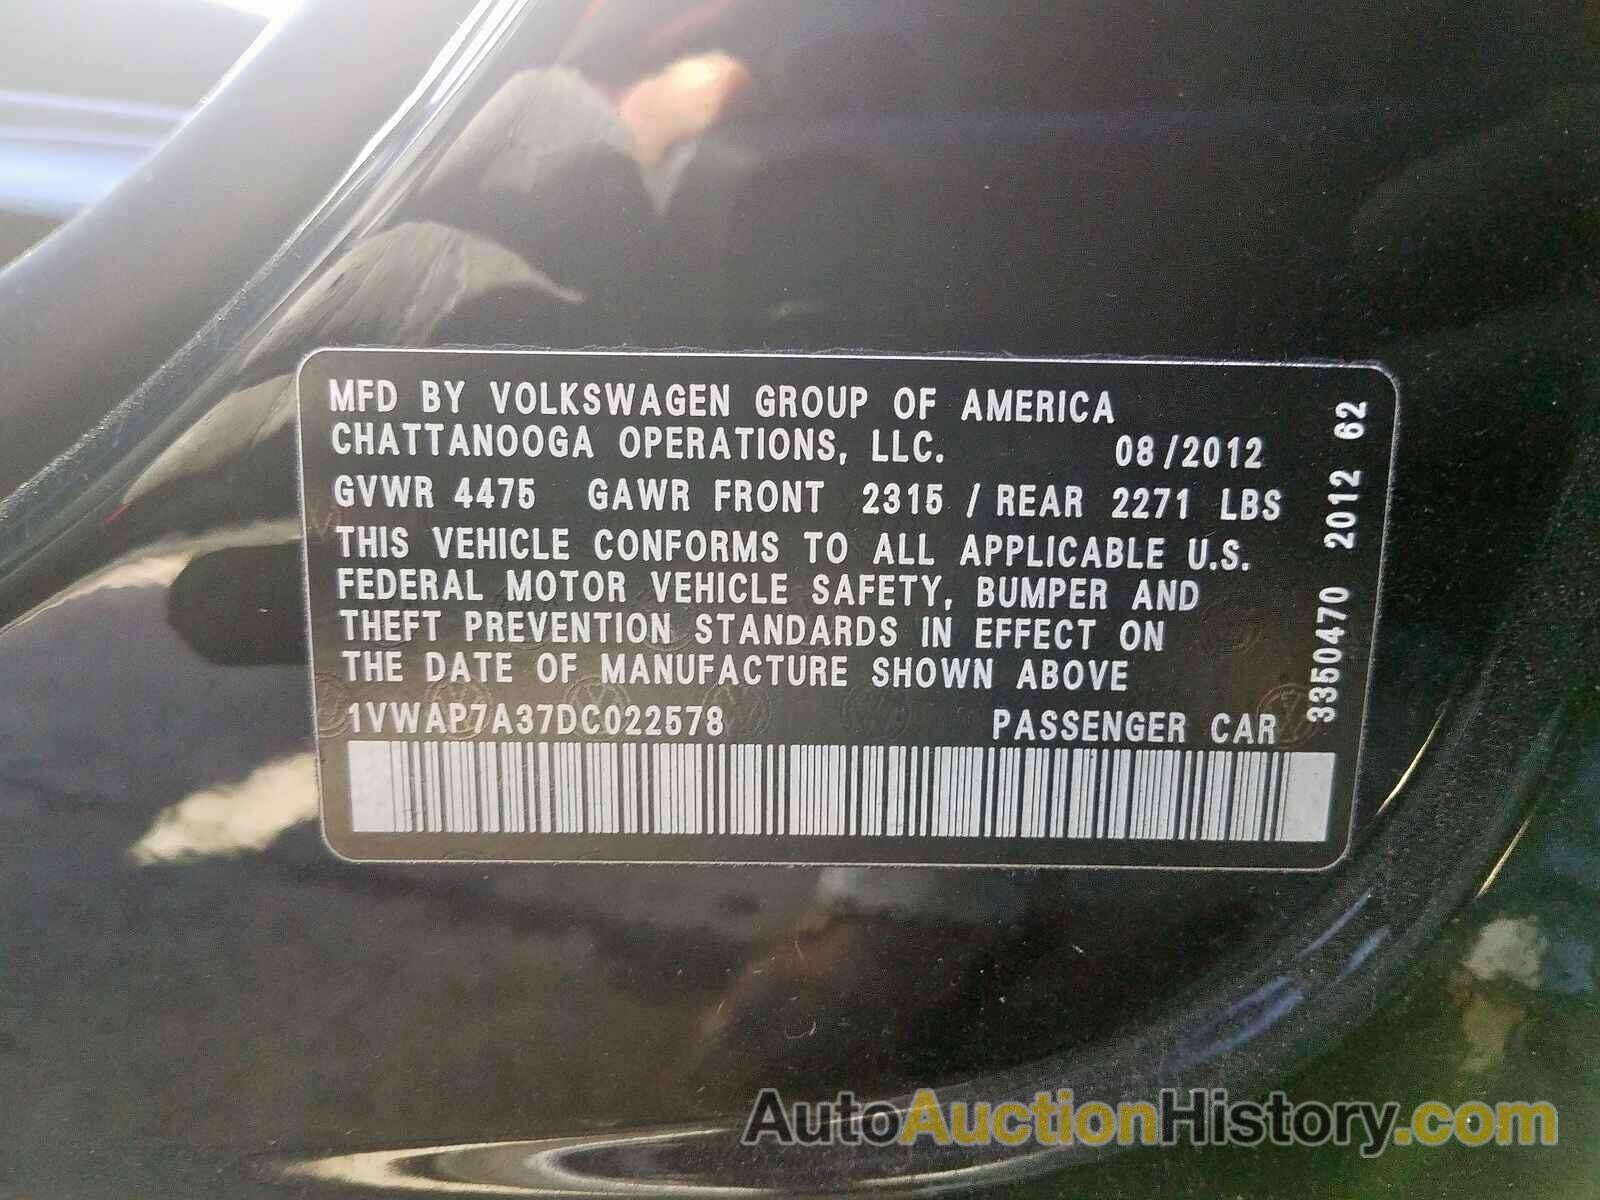 MFD BY VOLKSWAGEN GROUP OF AMERICA
CHATTANOOGA OPERATIONS, LLC. 08/2012
GVWR 4475 GAWR FRONT 2315 / REAR 2271 LBS
THIS VEHICLE CONFORMS TO ALL APPLICABLE U.S.
FEDERAL MOTOR VEHICLE SAFETY, BUMPER AND
THEFT PREVENTION STANDARDS IN EFFECT ON
THE DATE OF MANUFACTURE SHOWN ABOVE
1VWAP7A37DC022578 PASSENGER CAR
3350470 2012 62
AutoAuctionHistory.com